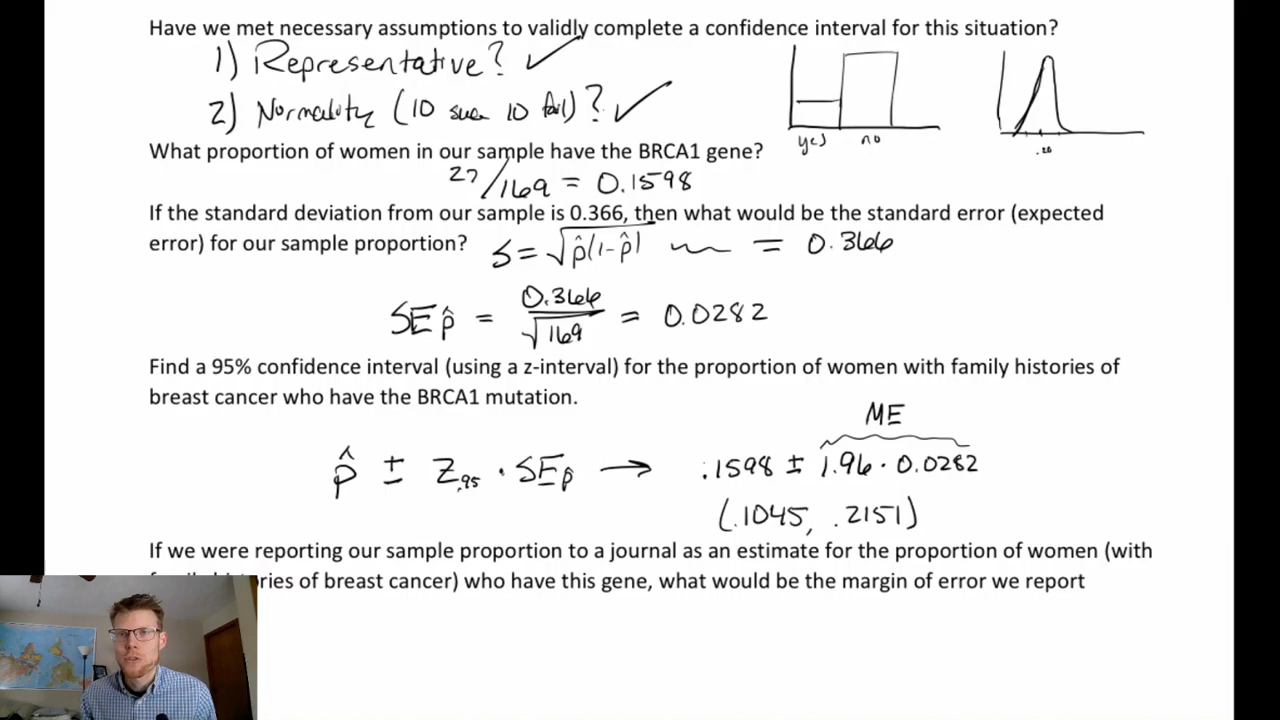 Have we met necessary assumptions to validly complete a confidence interval for this situation?
1) Representative? ✓
2) Normality (10 succ 10 fail)? ✓
yes no
.20
What proportion of women in our sample have the BRCA1 gene?
27/169 = 0.1598
If the standard deviation from our sample is 0.366, then what would be the standard error (expected
error) for our sample proportion? S = √p̂(1-p̂) = 0.366
SEp̂ = 0.366/√169 = 0.0282
Find a 95% confidence interval (using a z-interval) for the proportion of women with family histories of
breast cancer who have the BRCA1 mutation.
ME
p̂ ± Z.95 · SEp̂ → .1598 ± 1.96 · 0.0282
(.1045, .2151)
If we were reporting our sample proportion to a journal as an estimate for the proportion of women (with
of breast cancer) who have this gene, what would be the margin of error we report